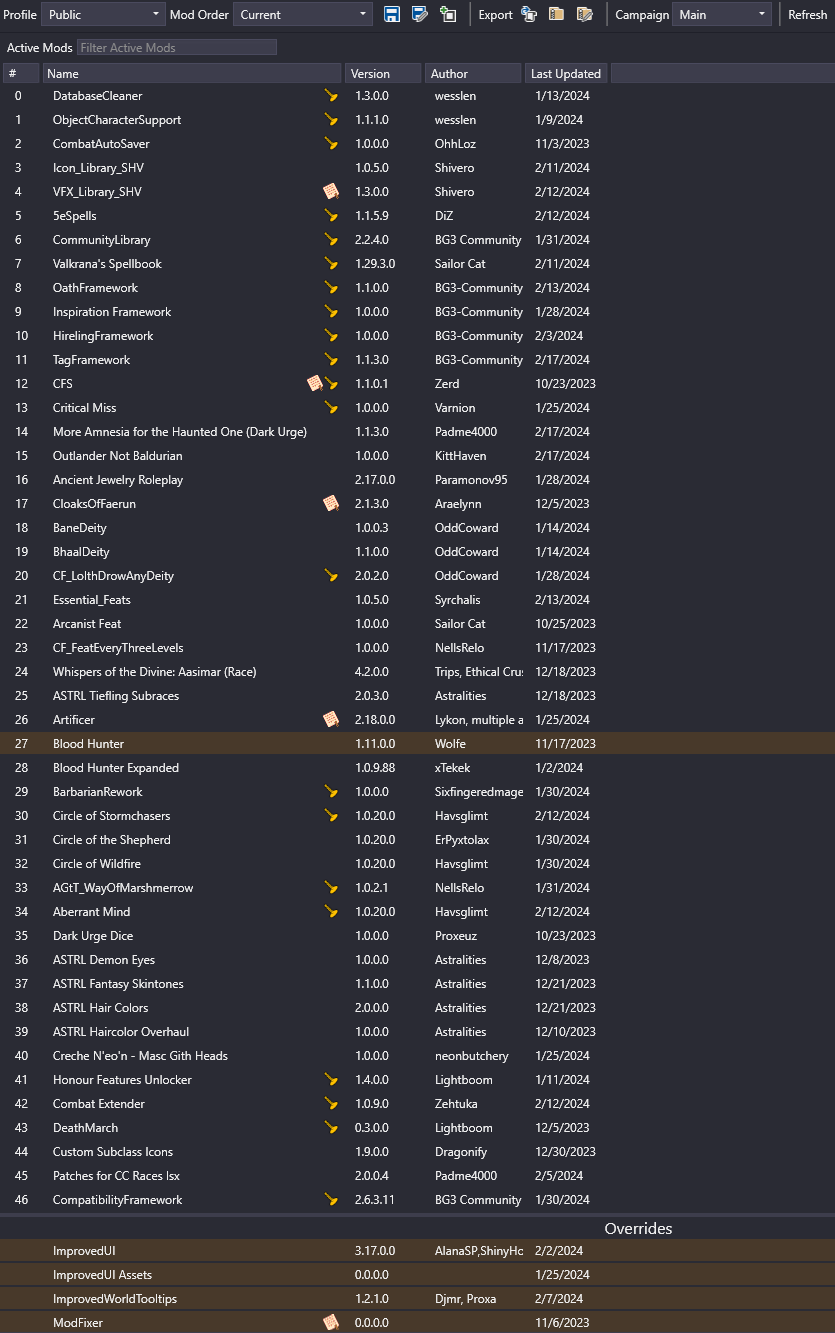 Profile Public Mod Order Current Export Campaign Main Refresh
Active Mods Filter Active Mods
# Name Version Author Last Updated
0 DatabaseCleaner 1.3.0.0 wesslen 1/13/2024
1 ObjectCharacterSupport 1.1.1.0 wesslen 1/9/2024
2 CombatAutoSaver 1.0.0.0 OhhLoz 11/3/2023
3 Icon_Library_SHV 1.0.5.0 Shivero 2/11/2024
4 VFX_Library_SHV 1.3.0.0 Shivero 2/12/2024
5 5eSpells 1.1.5.9 DiZ 2/12/2024
6 CommunityLibrary 2.2.4.0 BG3 Community 1/31/2024
7 Valkrana's Spellbook 1.29.3.0 Sailor Cat 2/11/2024
8 OathFramework 1.1.0.0 BG3-Community 2/13/2024
9 Inspiration Framework 1.0.0.0 BG3-Community 1/28/2024
10 HirelingFramework 1.0.0.0 BG3-Community 2/3/2024
11 TagFramework 1.1.3.0 BG3-Community 2/17/2024
12 CFS 1.1.0.1 Zerd 10/23/2023
13 Critical Miss 1.0.0.0 Varnion 1/25/2024
14 More Amnesia for the Haunted One (Dark Urge) 1.1.3.0 Padme4000 2/17/2024
15 Outlander Not Baldurian 1.0.0.0 KittHaven 2/17/2024
16 Ancient Jewelry Roleplay 2.17.0.0 Paramonov95 1/28/2024
17 CloaksOfFaerun 2.1.3.0 Araelynn 12/5/2023
18 BaneDeity 1.0.0.3 OddCoward 1/14/2024
19 BhaalDeity 1.1.0.0 OddCoward 1/14/2024
20 CF_LolthDrowAnyDeity 2.0.2.0 OddCoward 1/28/2024
21 Essential_Feats 1.0.5.0 Syrchalis 2/13/2024
22 Arcanist Feat 1.0.0.0 Sailor Cat 10/25/2023
23 CF_FeatEveryThreeLevels 1.0.0.0 NellsRelo 11/17/2023
24 Whispers of the Divine: Aasimar (Race) 4.2.0.0 Trips, Ethical Cru 12/18/2023
25 ASTRL Tiefling Subraces 2.0.3.0 Astralities 12/18/2023
26 Artificer 2.18.0.0 Lykon, multiple a 1/25/2024
27 Blood Hunter 1.11.0.0 Wolfe 11/17/2023
28 Blood Hunter Expanded 1.0.9.88 xTekek 1/2/2024
29 BarbarianRework 1.0.0.0 Sixfingeredmage 1/30/2024
30 Circle of Stormchasers 1.0.20.0 Havsglimt 2/12/2024
31 Circle of the Shepherd 1.0.20.0 ErPyxtolax 1/30/2024
32 Circle of Wildfire 1.0.20.0 Havsglimt 1/30/2024
33 AGtT_WayOfMarshmerrow 1.0.2.1 NellsRelo 1/31/2024
34 Aberrant Mind 1.0.20.0 Havsglimt 2/12/2024
35 Dark Urge Dice 1.0.0.0 Proxeuz 10/23/2023
36 ASTRL Demon Eyes 1.0.0.0 Astralities 12/8/2023
37 ASTRL Fantasy Skintones 1.1.0.0 Astralities 12/21/2023
38 ASTRL Hair Colors 2.0.0.0 Astralities 12/21/2023
39 ASTRL Haircolor Overhaul 1.0.0.0 Astralities 12/10/2023
40 Creche N'eo'n - Masc Gith Heads 1.0.0.0 neonbutchery 1/25/2024
41 Honour Features Unlocker 1.4.0.0 Lightboom 1/11/2024
42 Combat Extender 1.0.9.0 Zehtuka 2/12/2024
43 DeathMarch 0.3.0.0 Lightboom 12/5/2023
44 Custom Subclass Icons 1.9.0.0 Dragonify 12/30/2023
45 Patches for CC Races lsx 2.0.0.4 Padme4000 2/5/2024
46 CompatibilityFramework 2.6.3.11 BG3 Community 1/30/2024
Overrides
ImprovedUI 3.17.0.0 AlanaSP,ShinyHo 2/2/2024
ImprovedUI Assets 0.0.0.0 1/25/2024
ImprovedWorldTooltips 1.2.1.0 Djmr, Proxa 2/7/2024
ModFixer 0.0.0.0 11/6/2023